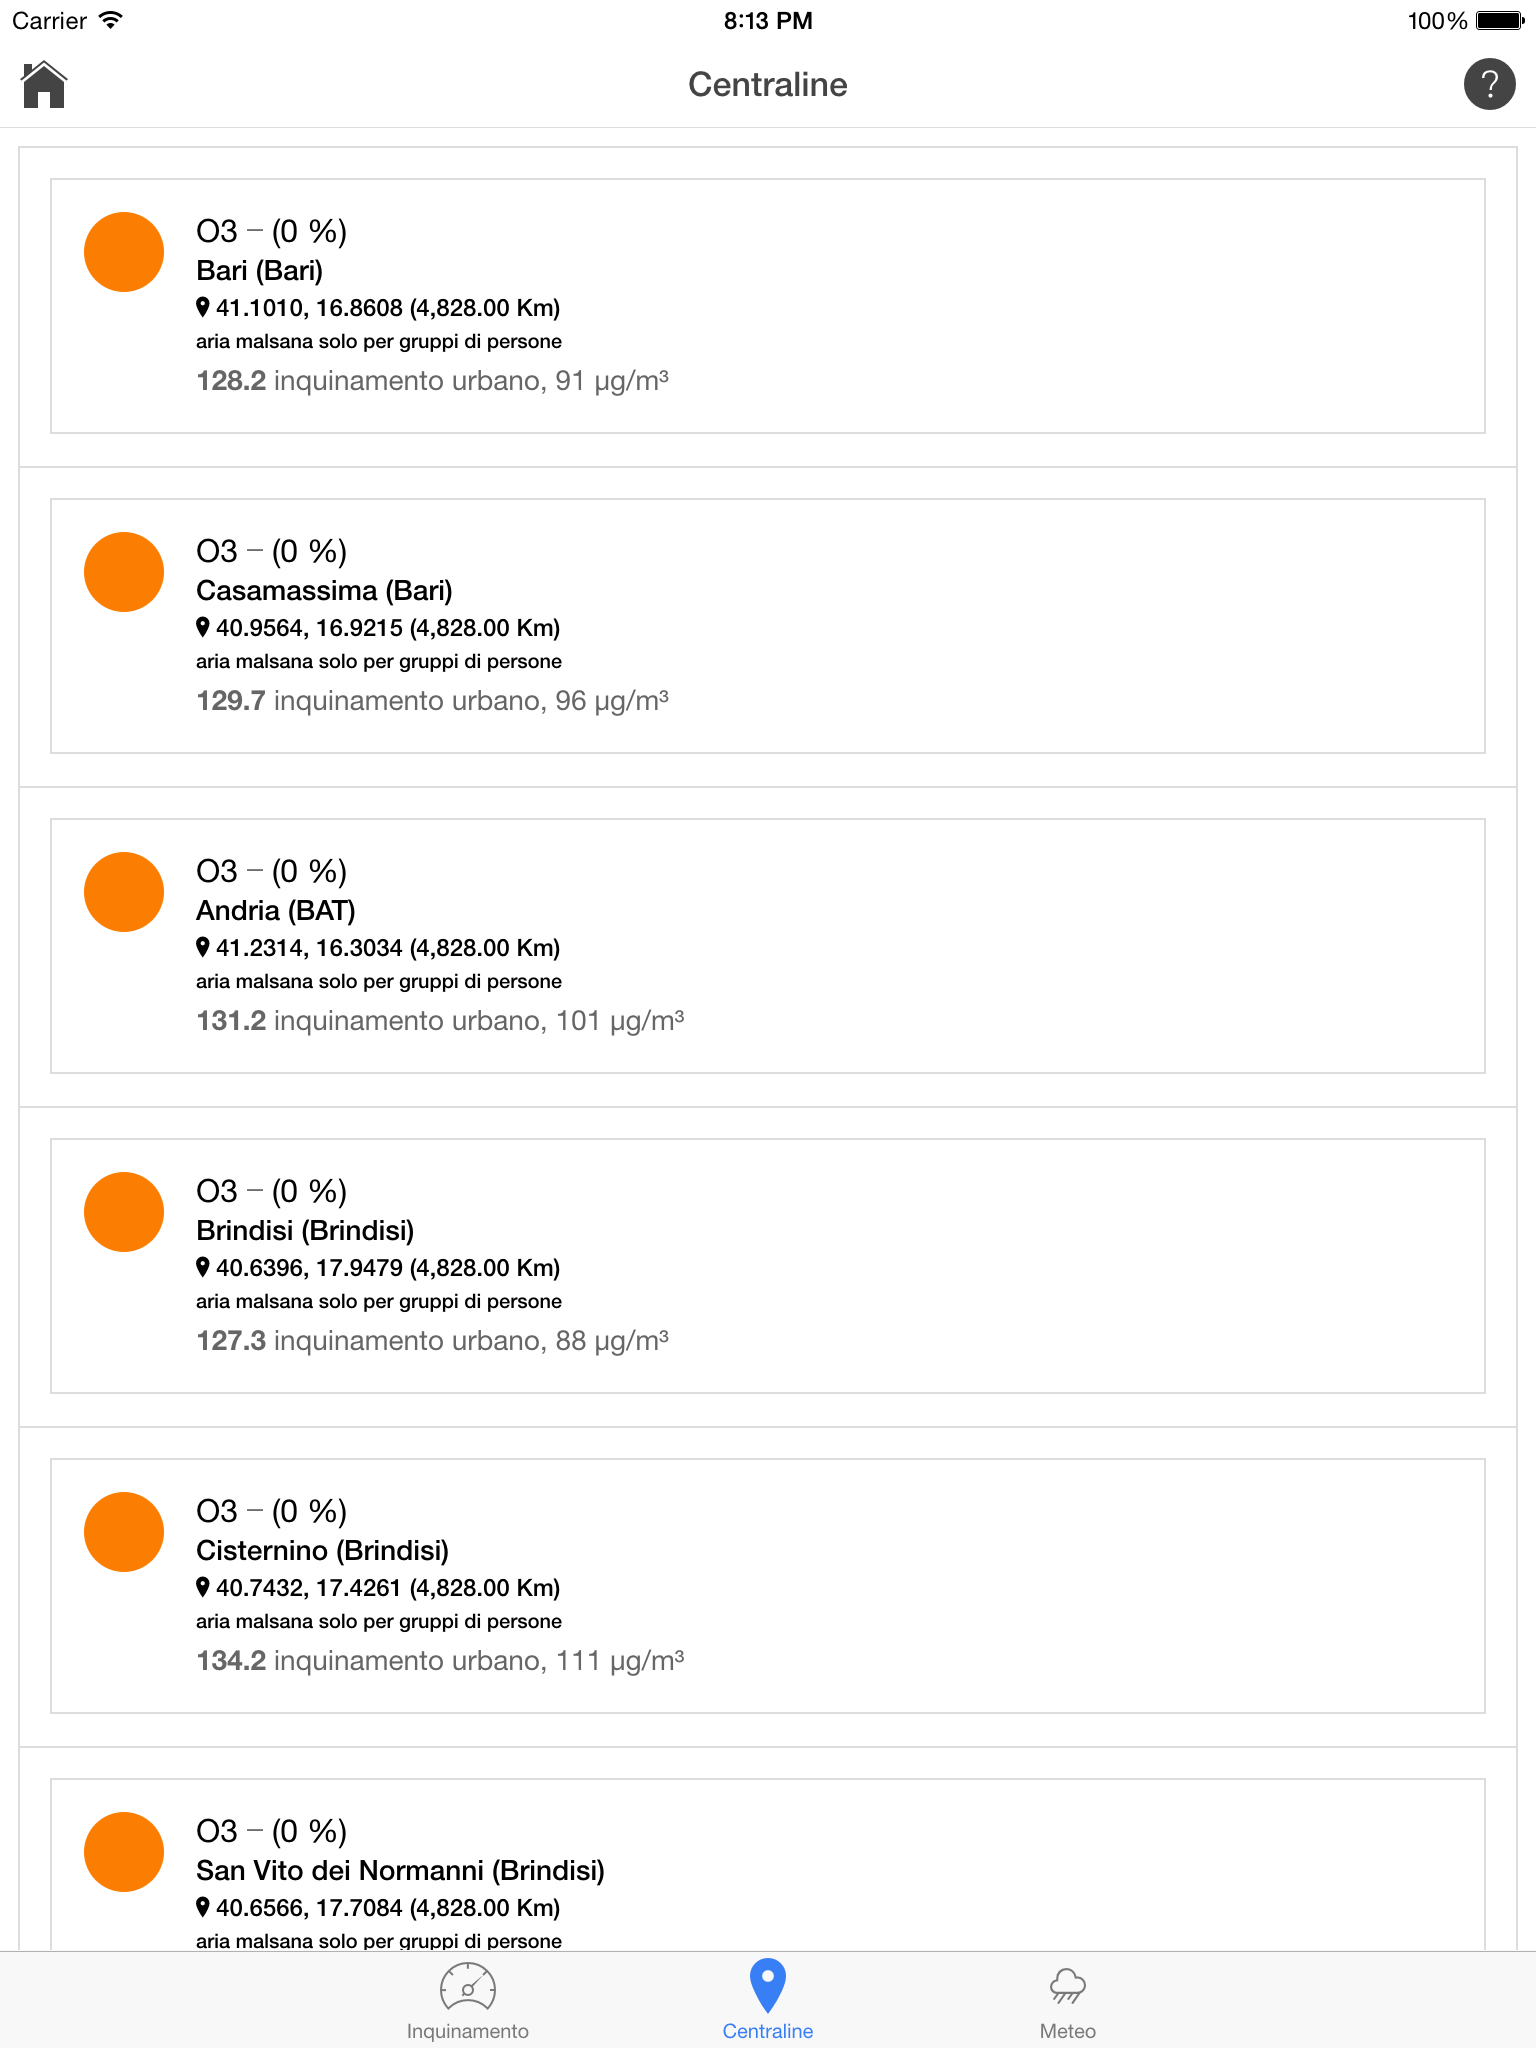 Carrier 8:13 PM 100%
Centraline ?
O3 – (0 %)
Bari (Bari)
41.1010, 16.8608 (4,828.00 Km)
aria malsana solo per gruppi di persone
128.2 inquinamento urbano, 91 µg/m³
O3 – (0 %)
Casamassima (Bari)
40.9564, 16.9215 (4,828.00 Km)
aria malsana solo per gruppi di persone
129.7 inquinamento urbano, 96 µg/m³
O3 – (0 %)
Andria (BAT)
41.2314, 16.3034 (4,828.00 Km)
aria malsana solo per gruppi di persone
131.2 inquinamento urbano, 101 µg/m³
O3 – (0 %)
Brindisi (Brindisi)
40.6396, 17.9479 (4,828.00 Km)
aria malsana solo per gruppi di persone
127.3 inquinamento urbano, 88 µg/m³
O3 – (0 %)
Cisternino (Brindisi)
40.7432, 17.4261 (4,828.00 Km)
aria malsana solo per gruppi di persone
134.2 inquinamento urbano, 111 µg/m³
O3 – (0 %)
San Vito dei Normanni (Brindisi)
40.6566, 17.7084 (4,828.00 Km)
aria malsana solo per gruppi di persone
Inquinamento Centraline Meteo